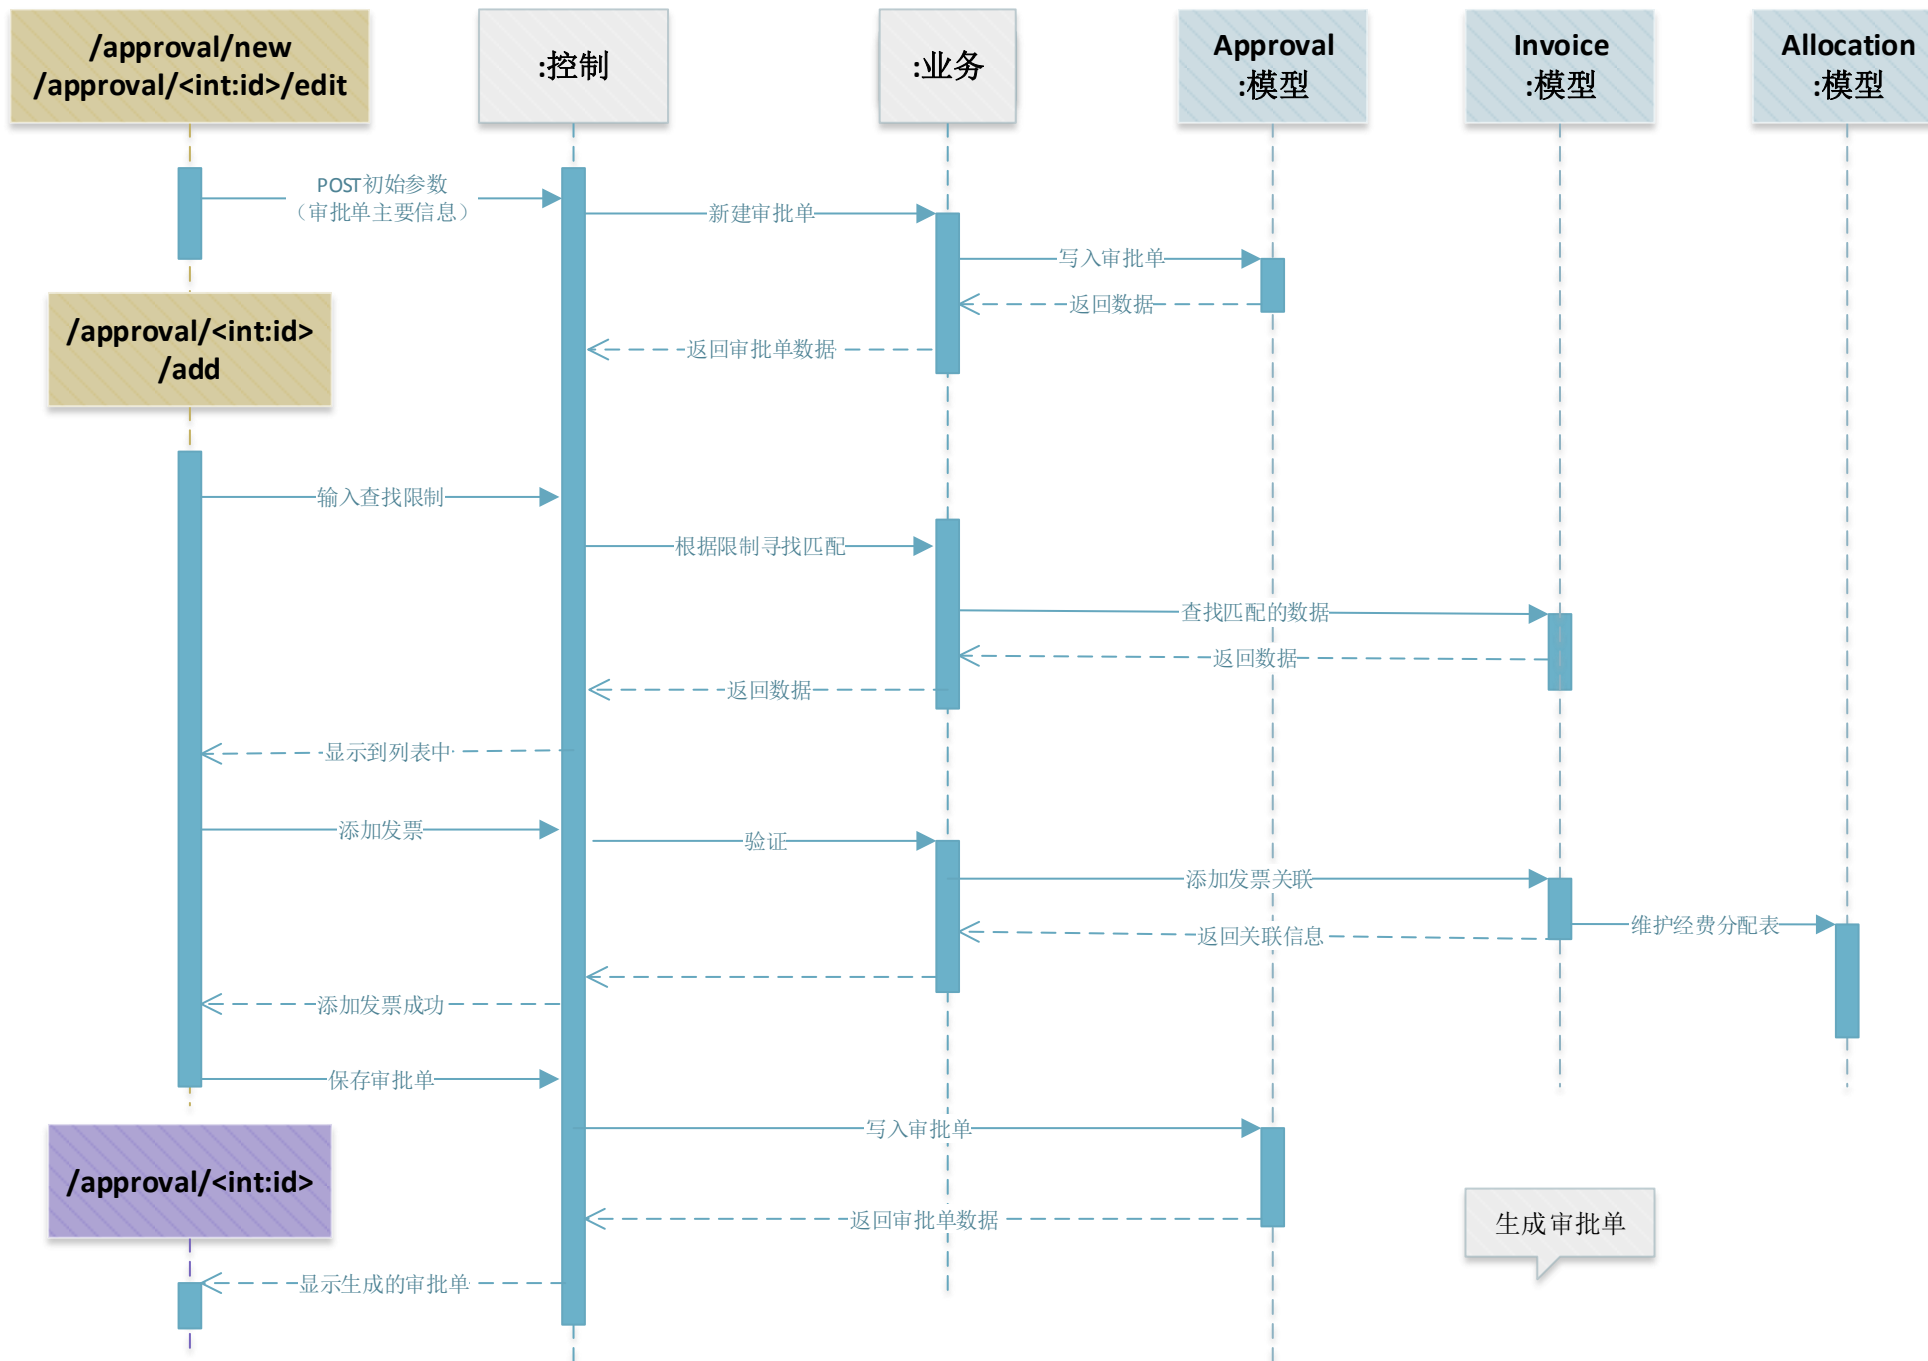 /approval/new
/approval/<int:id>/edit
:控制
:业务
Approval
:模型
Invoice
:模型
Allocation
:模型
POST初始参数
（审批单主要信息）
新建审批单
写入审批单
返回数据
返回审批单数据
/approval/<int:id>
/add
输入查找限制
根据限制寻找匹配
查找匹配的数据
返回数据
返回数据
显示到列表中
添加发票
验证
添加发票关联
维护经费分配表
返回关联信息
添加发票成功
保存审批单
写入审批单
/approval/<int:id>
返回审批单数据
生成审批单
显示生成的审批单